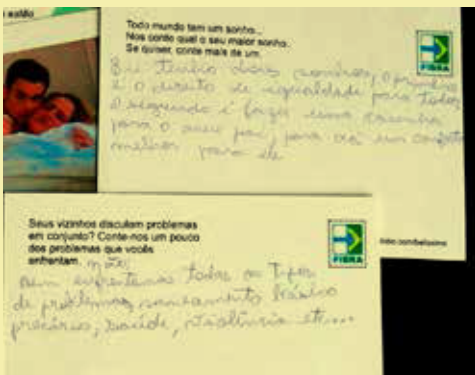 estão
Todo mundo tem um sonho...
Nos conte qual o seu maior sonho.
Se quiser, conte mais de um.
FIBRA
Eu tenho dois sonhos, o primeiro
é o direito de igualdade para todos
O segundo é fazer uma casinha
para o meu pai, para dar um conforto
melhor para ele
Seus vizinhos discutem problemas
em conjunto? Conte-nos um pouco
dos problemas que vocês
enfrentam.
FIBRA
não,
enfrentamos todos os tipos
de problemas, saneamento básico
precário, saúde, violência etc...